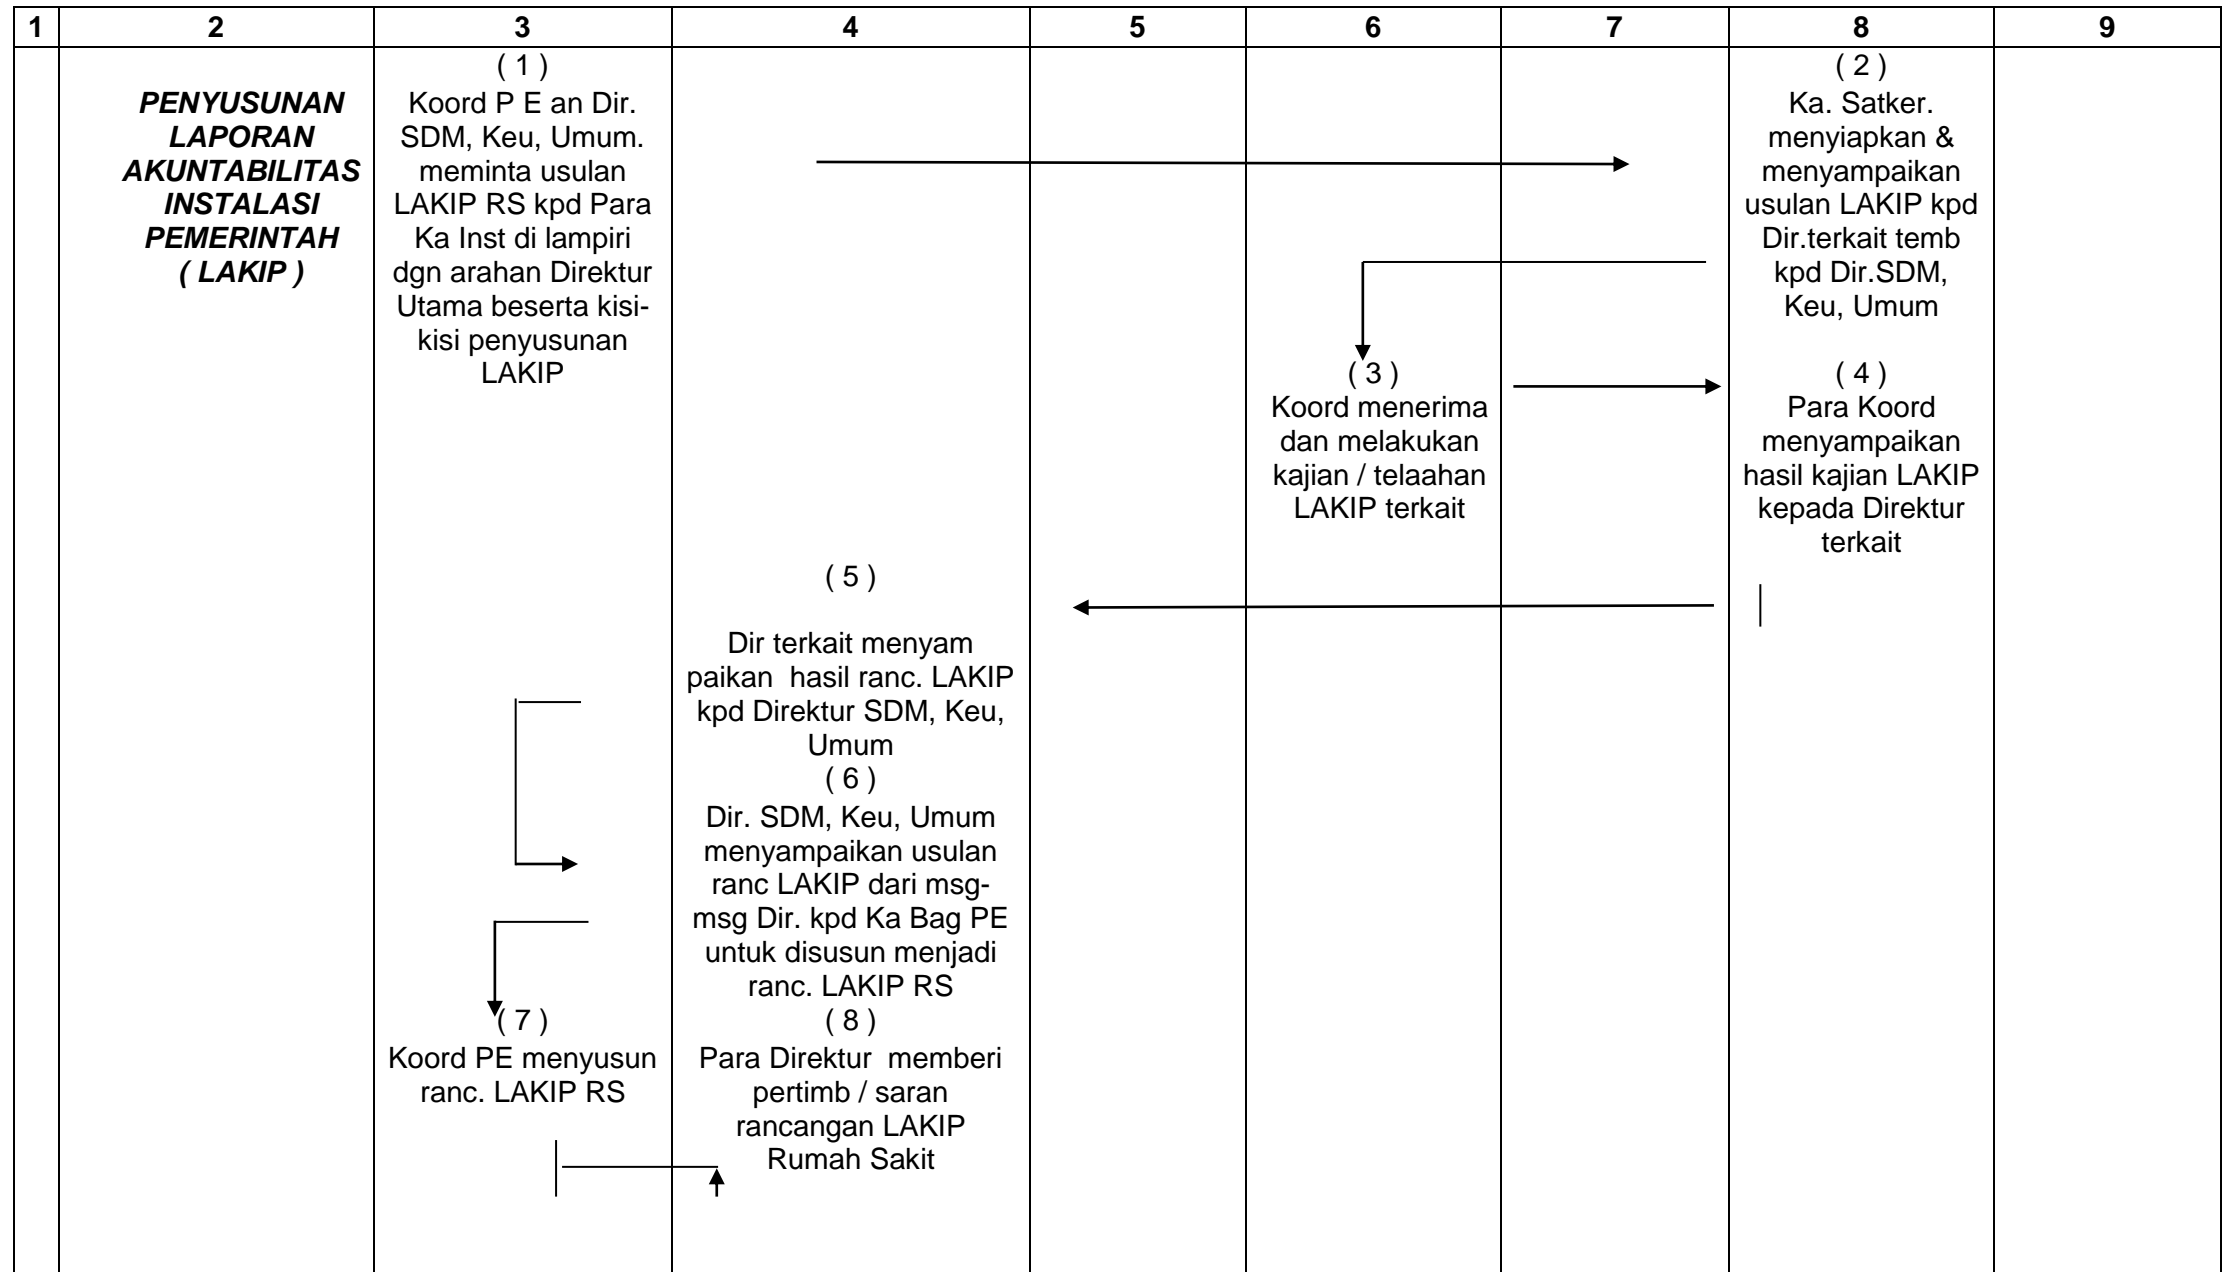 1 2 3 4 5 6 7 8 9
PENYUSUNAN
LAPORAN
AKUNTABILITAS
INSTALASI
PEMERINTAH
( LAKIP )
( 1 )
Koord P E an Dir.
SDM, Keu, Umum.
meminta usulan
LAKIP RS kpd Para
Ka Inst di lampiri
dgn arahan Direktur
Utama beserta kisi-
kisi penyusunan
LAKIP
( 2 )
Ka. Satker.
menyiapkan &
menyampaikan
usulan LAKIP kpd
Dir.terkait temb
kpd Dir.SDM,
Keu, Umum
( 3 )
Koord menerima
dan melakukan
kajian / telaahan
LAKIP terkait
( 4 )
Para Koord
menyampaikan
hasil kajian LAKIP
kepada Direktur
terkait
( 5 )
Dir terkait menyam
paikan  hasil ranc. LAKIP
kpd Direktur SDM, Keu,
Umum
( 6 )
Dir. SDM, Keu, Umum
menyampaikan usulan
ranc LAKIP dari msg-
msg Dir. kpd Ka Bag PE
untuk disusun menjadi
ranc. LAKIP RS
( 7 )
Koord PE menyusun
ranc. LAKIP RS
( 8 )
Para Direktur  memberi
pertimb / saran
rancangan LAKIP
Rumah Sakit